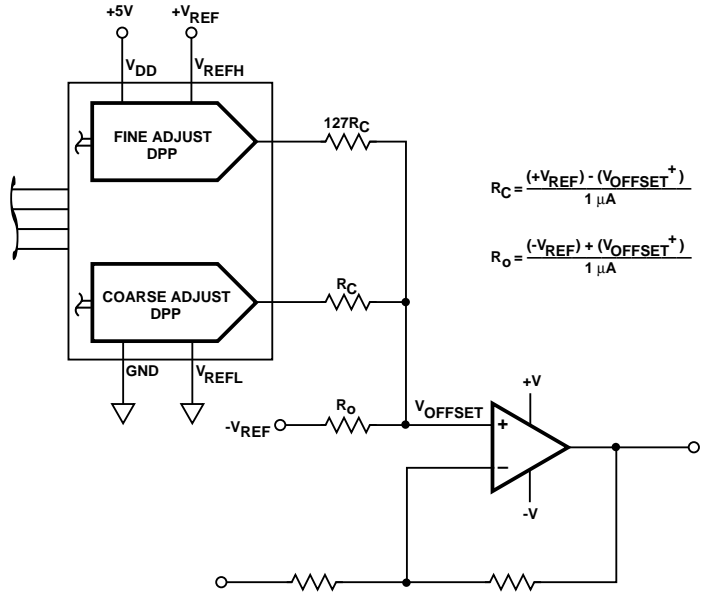 +5V
+VREF
VDD
VREFH
FINE ADJUST
DPP
127RC
RC = (+VREF) - (VOFFSET+)
1 μA
Ro = (-VREF) + (VOFFSET+)
1 μA
COARSE ADJUST
DPP
RC
GND
VREFL
Ro
-VREF
VOFFSET
+V
+
−
-V